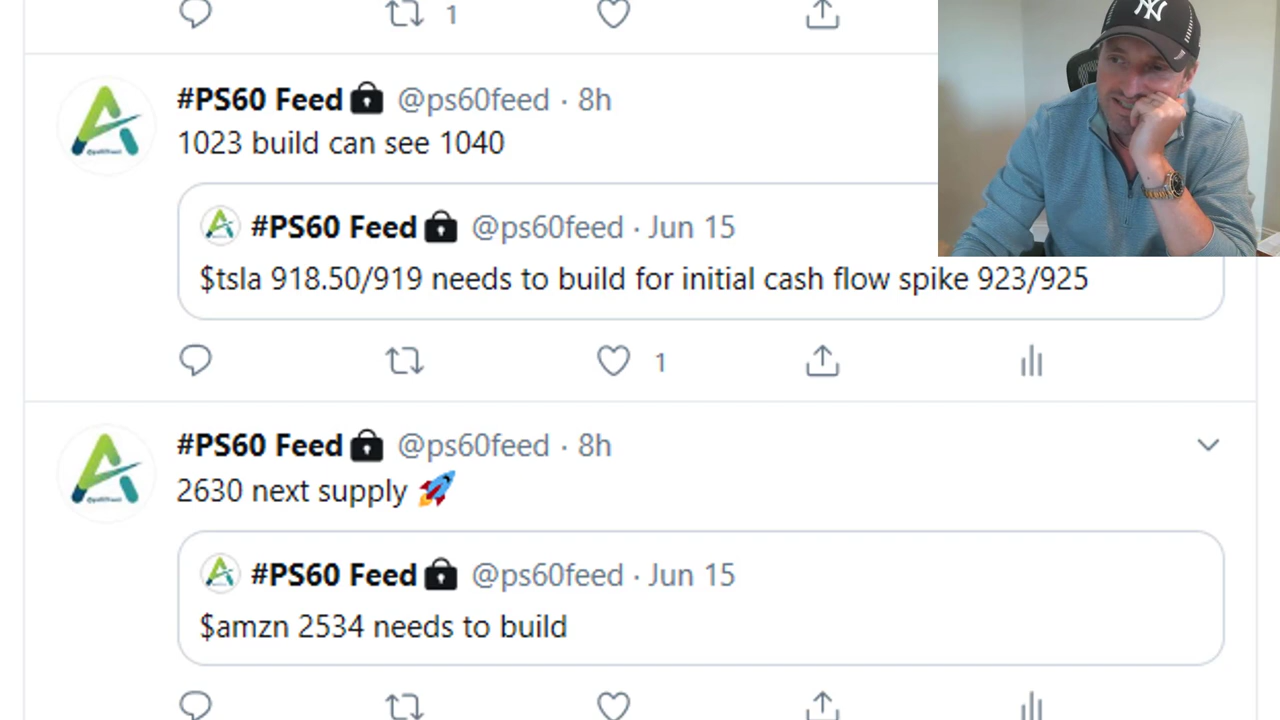 1
#PS60 Feed @ps60feed · 8h
1023 build can see 1040
#PS60 Feed @ps60feed · Jun 15
$tsla 918.50/919 needs to build for initial cash flow spike 923/925
1
#PS60 Feed @ps60feed · 8h
2630 next supply 🚀
#PS60 Feed @ps60feed · Jun 15
$amzn 2534 needs to build
NY